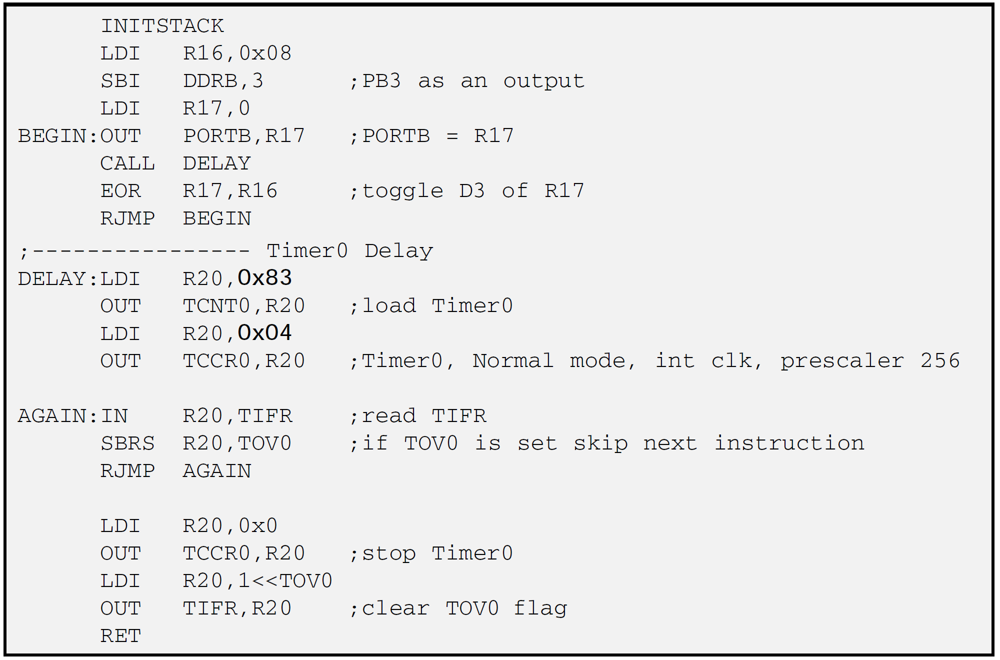 INITSTACK
LDI R16,0x08
SBI DDRB,3 ;PB3 as an output
LDI R17,0
BEGIN:OUT PORTB,R17 ;PORTB = R17
CALL DELAY
EOR R17,R16 ;toggle D3 of R17
RJMP BEGIN
;---------------- Timer0 Delay
DELAY:LDI R20,0x83
OUT TCNT0,R20 ;load Timer0
LDI R20,0x04
OUT TCCR0,R20 ;Timer0, Normal mode, int clk, prescaler 256
AGAIN:IN R20,TIFR ;read TIFR
SBRS R20,TOV0 ;if TOV0 is set skip next instruction
RJMP AGAIN
LDI R20,0x0
OUT TCCR0,R20 ;stop Timer0
LDI R20,1<<TOV0
OUT TIFR,R20 ;clear TOV0 flag
RET